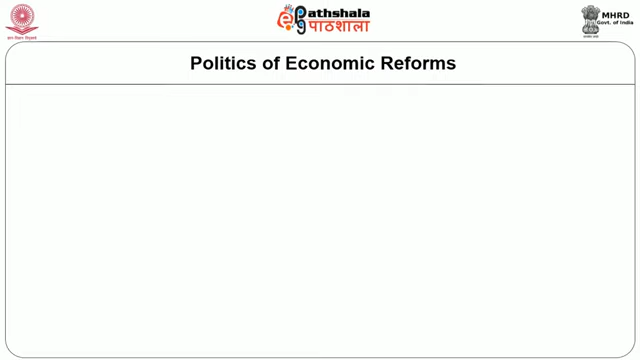 ePathshala
पाठशाला
MHRD
Govt. of India
Politics of Economic Reforms